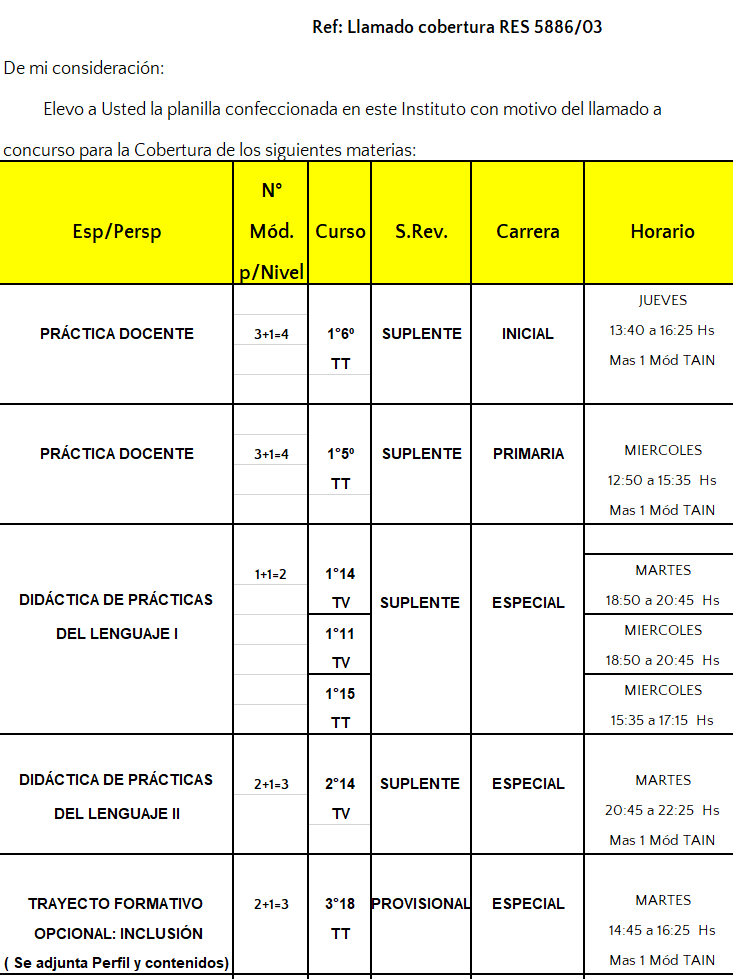 Ref: Llamado cobertura RES 5886/03
De mi consideración:
Elevo a Usted la planilla confeccionada en este Instituto con motivo del llamado a
concurso para la Cobertura de los siguientes materias:
Esp/Persp
N°
Mód.
p/Nivel
Curso
S.Rev.
Carrera
Horario
PRÁCTICA DOCENTE
3+1=4
1°6º
TT
SUPLENTE
INICIAL
JUEVES
13:40 a 16:25 Hs
Mas 1 Mód TAIN
PRÁCTICA DOCENTE
3+1=4
1°5º
TT
SUPLENTE
PRIMARIA
MIERCOLES
12:50 a 15:35 Hs
Mas 1 Mód TAIN
DIDÁCTICA DE PRÁCTICAS
DEL LENGUAJE I
1+1=2
1°14
TV
1°11
TV
1°15
TT
SUPLENTE
ESPECIAL
MARTES
18:50 a 20:45 Hs
MIERCOLES
18:50 a 20:45 Hs
MIERCOLES
15:35 a 17:15 Hs
DIDÁCTICA DE PRÁCTICAS
DEL LENGUAJE II
2+1=3
2°14
TV
SUPLENTE
ESPECIAL
MARTES
20:45 a 22:25 Hs
Mas 1 Mód TAIN
TRAYECTO FORMATIVO
OPCIONAL: INCLUSIÓN
( Se adjunta Perfil y contenidos)
2+1=3
3°18
TT
PROVISIONAL
ESPECIAL
MARTES
14:45 a 16:25 Hs
Mas 1 Mód TAIN